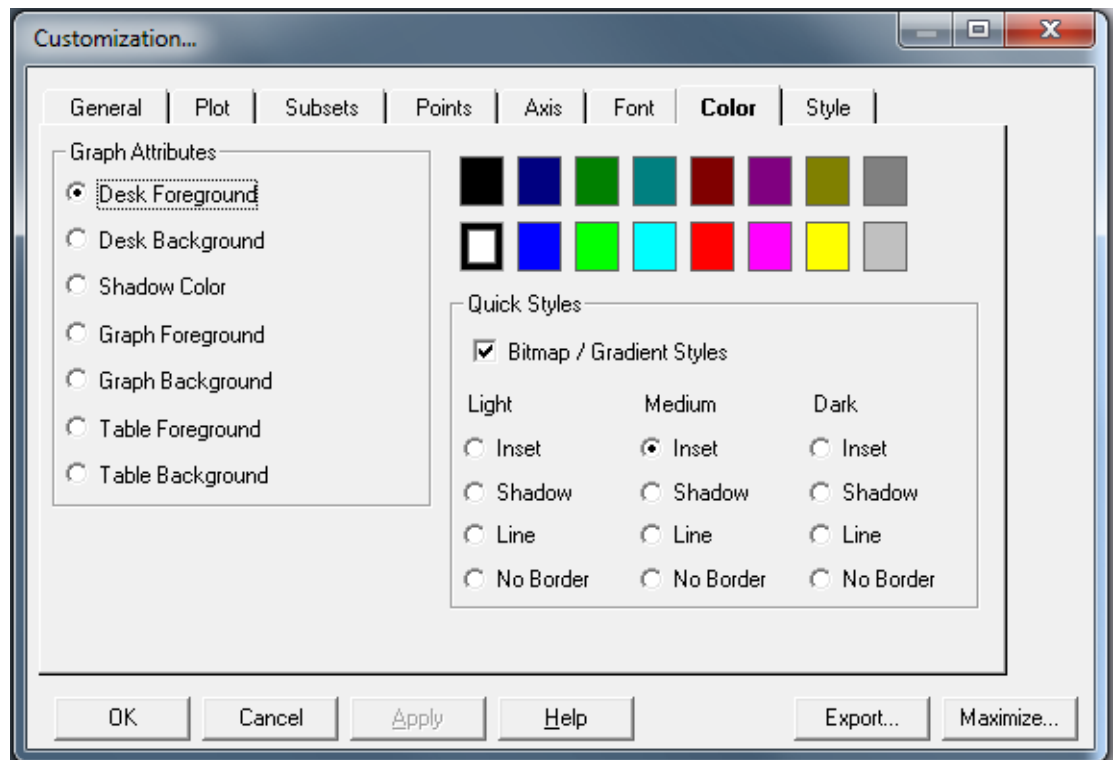 Customization...
General Plot Subsets Points Axis Font Color Style
Graph Attributes
Desk Foreground
Desk Background
Shadow Color
Graph Foreground
Graph Background
Table Foreground
Table Background
Quick Styles
Bitmap / Gradient Styles
Light Medium Dark
Inset Inset Inset
Shadow Shadow Shadow
Line Line Line
No Border No Border No Border
OK Cancel Apply Help Export... Maximize...